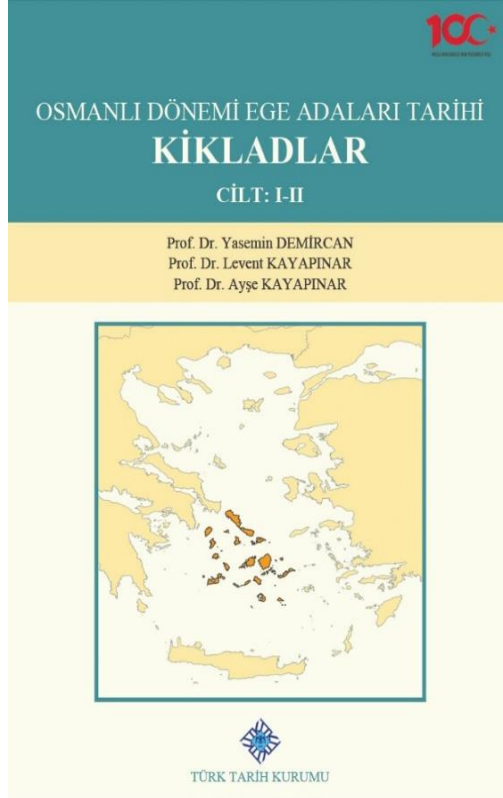 100
OSMANLI DÖNEMİ EGE ADALARI TARİHİ
KİKLADLAR
CİLT: I-II
Prof. Dr. Yasemin DEMİRCAN
Prof. Dr. Levent KAYAPINAR
Prof. Dr. Ayşe KAYAPINAR
TÜRK TARİH KURUMU